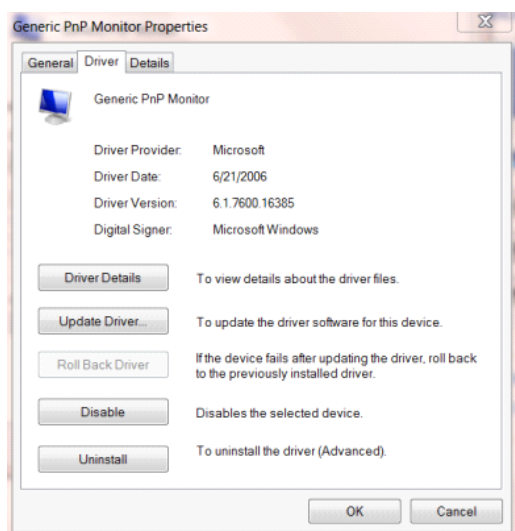 Generic PnP Monitor Properties
General Driver Details
Generic PnP Monitor
Driver Provider: Microsoft
Driver Date: 6/21/2006
Driver Version: 6.1.7600.16385
Digital Signer: Microsoft Windows
Driver Details To view details about the driver files.
Update Driver... To update the driver software for this device.
Roll Back Driver If the device fails after updating the driver, roll back
to the previously installed driver.
Disable Disables the selected device.
Uninstall To uninstall the driver (Advanced).
OK Cancel